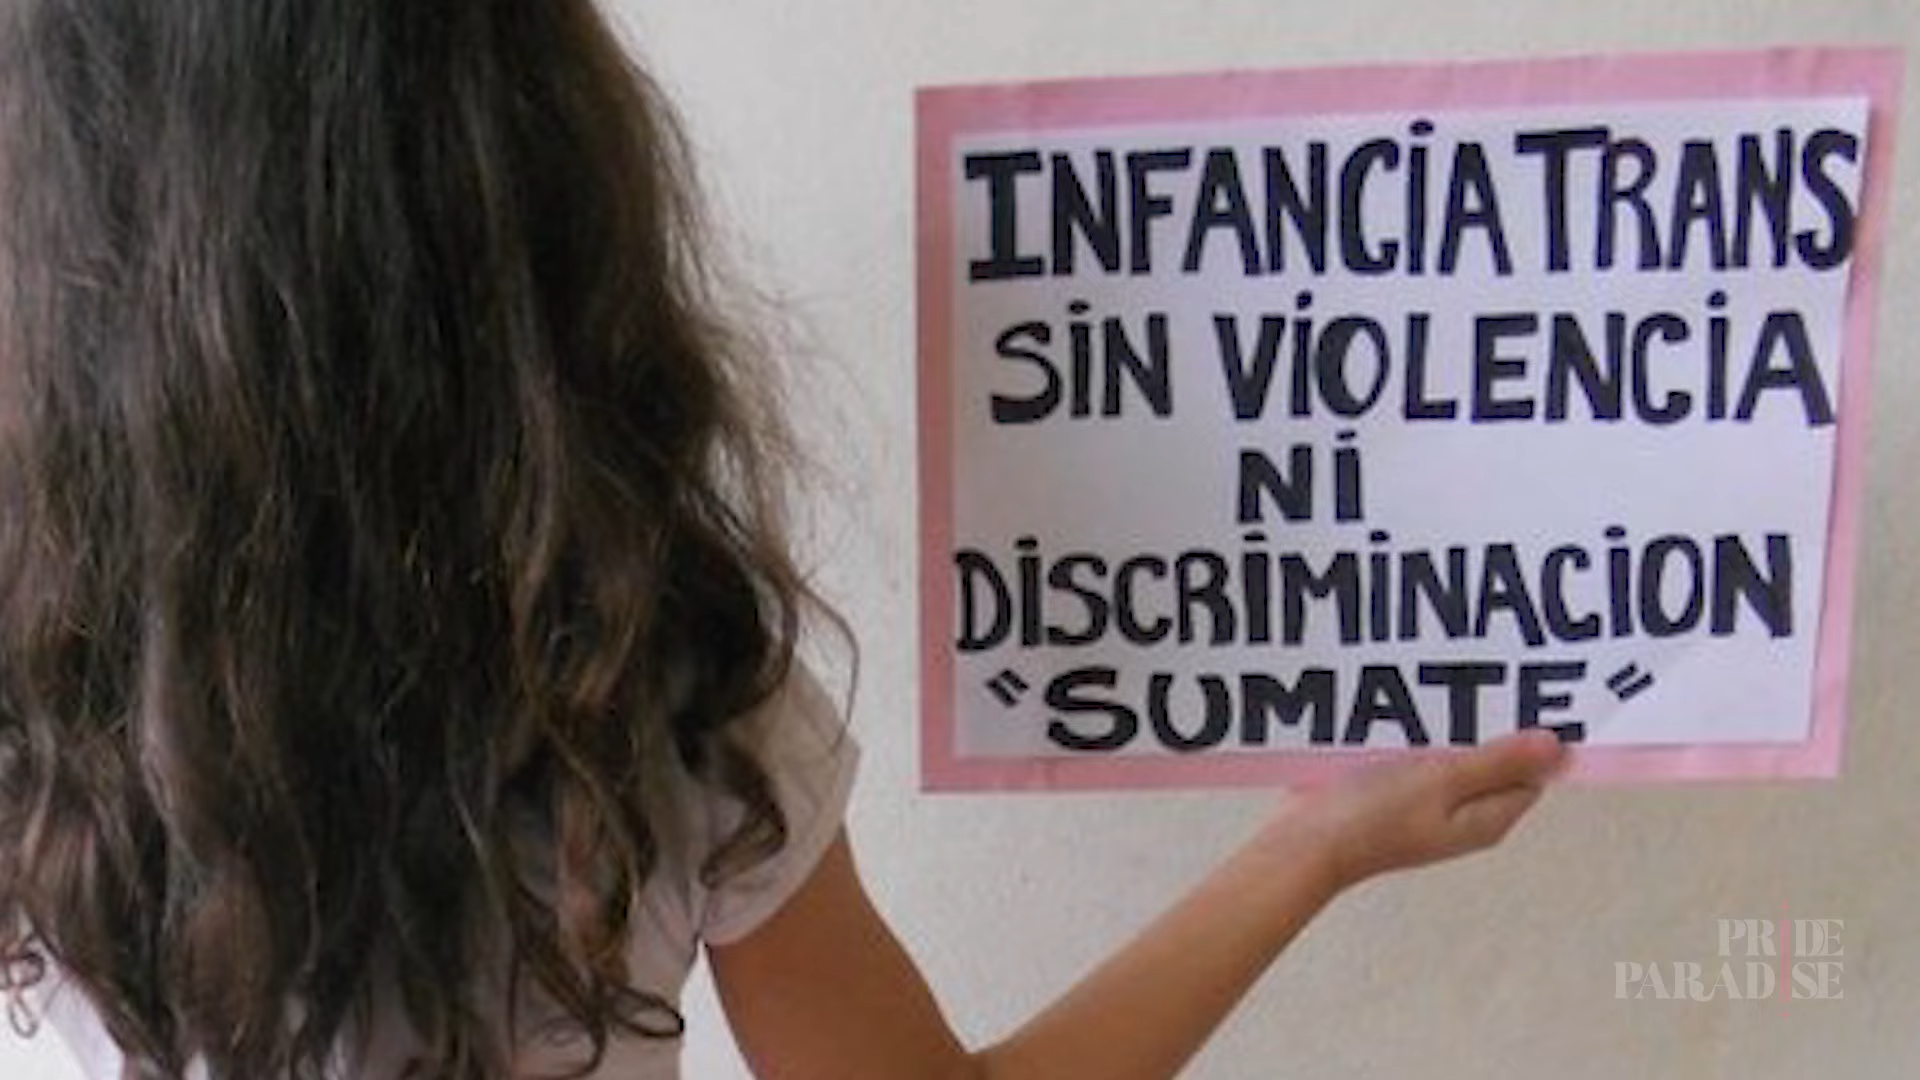 INFANCIA TRANS
SIN VIOLENCIA
NI
DISCRIMINACION
"SUMATE"
PRIDE
PARADISE